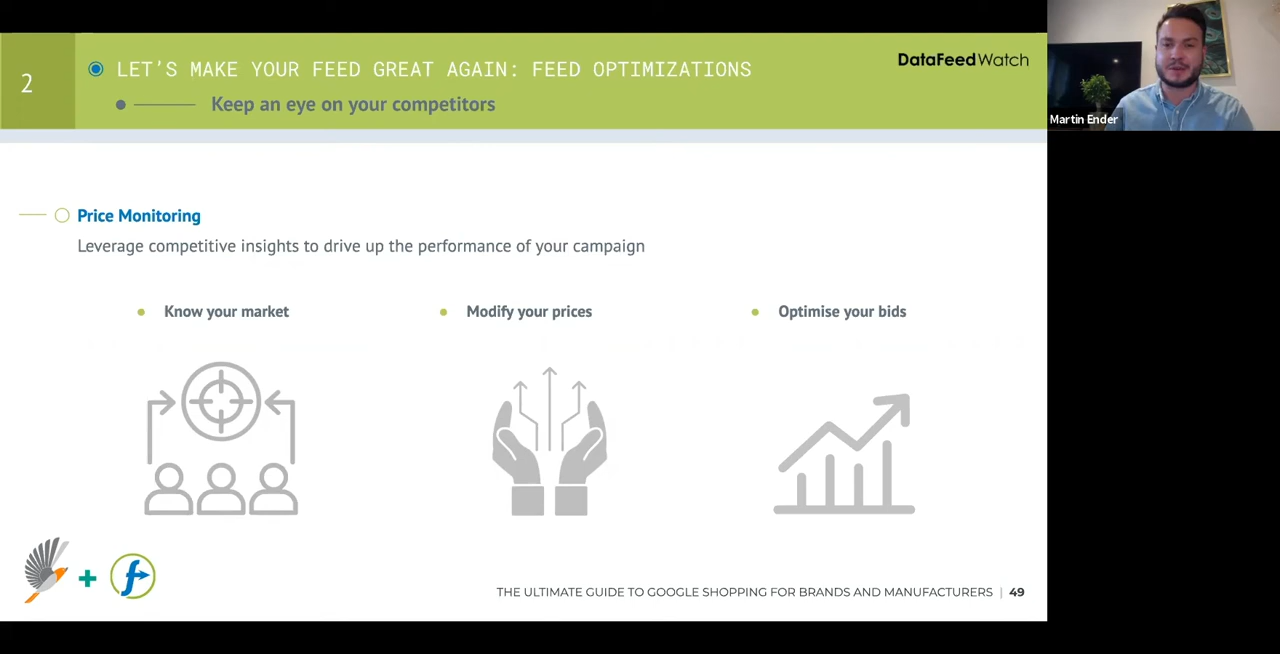 2
LET’S MAKE YOUR FEED GREAT AGAIN: FEED OPTIMIZATIONS
Keep an eye on your competitors
DataFeedWatch
Martin Ender
Price Monitoring
Leverage competitive insights to drive up the performance of your campaign
Know your market
Modify your prices
Optimise your bids
f
THE ULTIMATE GUIDE TO GOOGLE SHOPPING FOR BRANDS AND MANUFACTURERS | 49